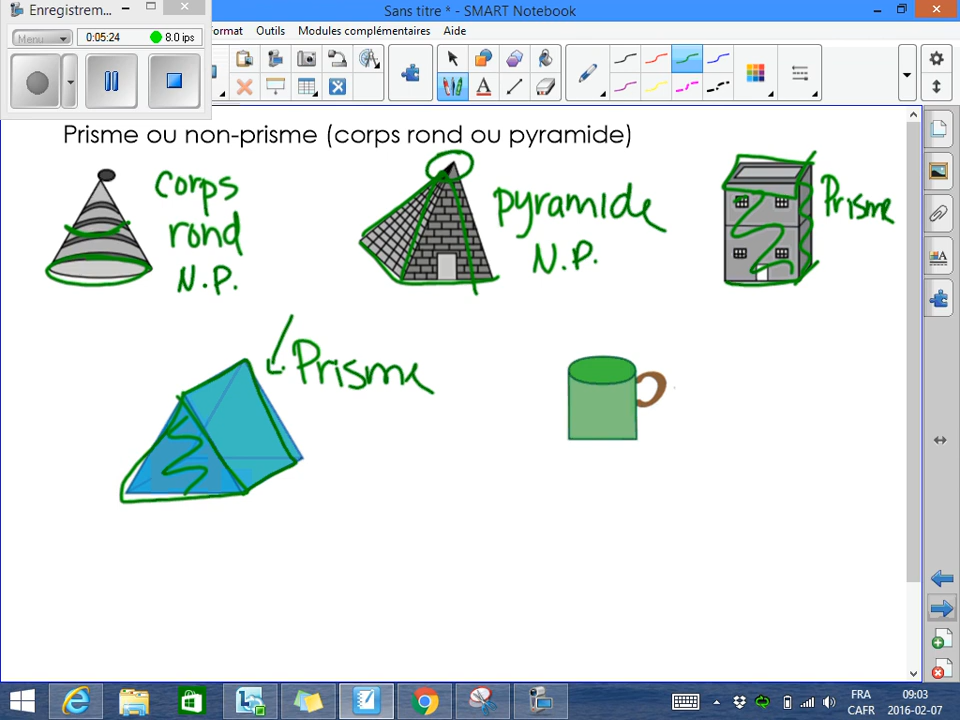 Enregistrem...
Menu
0:05:24
8.0 ips
Sans titre * - SMART Notebook
ormat Outils Modules complémentaires Aide
Prisme ou non-prisme (corps rond ou pyramide)
corps
rond
N.P.
pyramide
N.P.
Prisme
Prisme
FRA
CAFR
09:03
2016-02-07